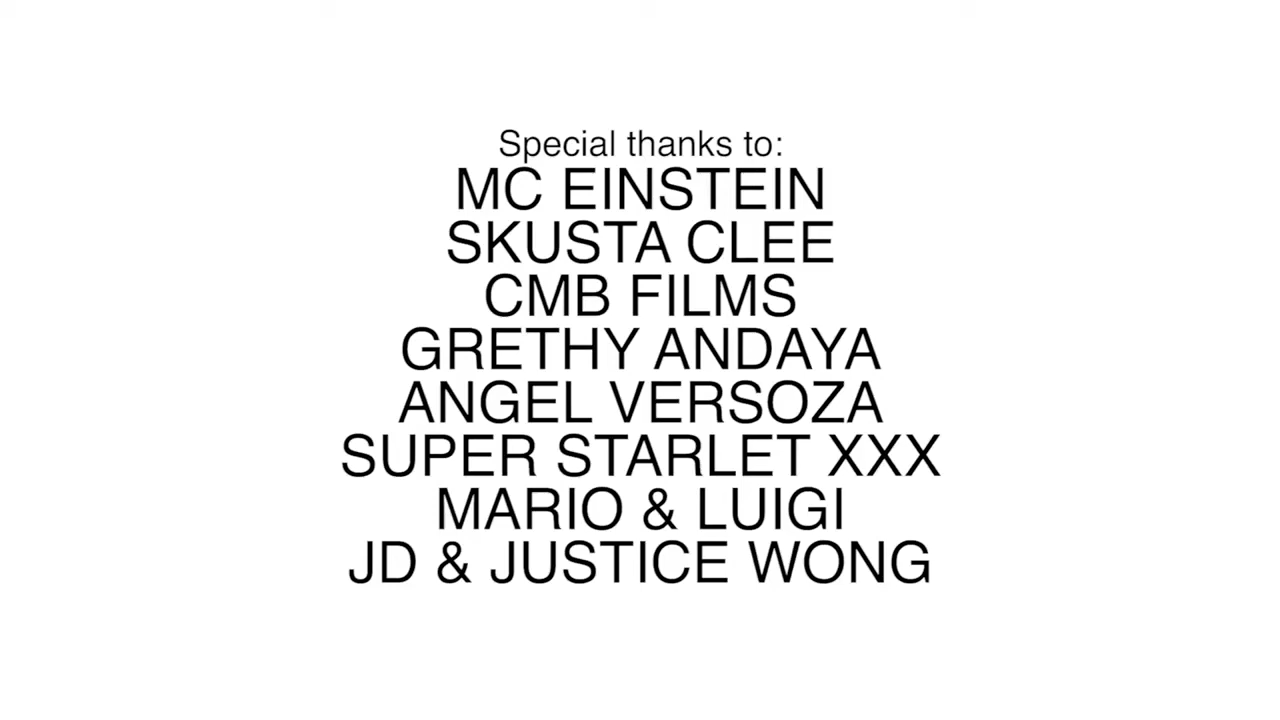 Special thanks to:
MC EINSTEIN
SKUSTA CLEE
CMB FILMS
GRETHY ANDAYA
ANGEL VERSOZA
SUPER STARLET XXX
MARIO & LUIGI
JD & JUSTICE WONG